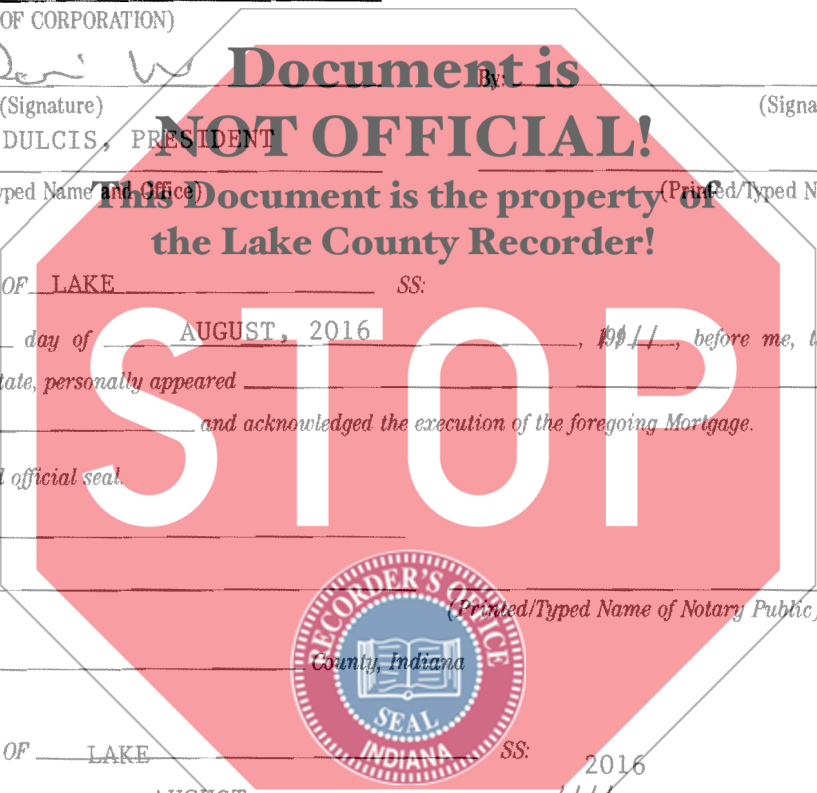 OF CORPORATION)
Document is
By:
(Signature) (Signa
DULCIS, PRESIDENT
NOT OFFICIAL!
yped Name and Office) (Printed/Typed N
This Document is the property of
the Lake County Recorder!
OF LAKE SS:
day of AUGUST, 2016 , before me, t
tate, personally appeared
STOP
and acknowledged the execution of the foregoing Mortgage.
official seal.
(Printed/Typed Name of Notary Public)
County, Indiana
RECORDER'S OFFICE
SEAL
INDIANA
OF LAKE SS: 2016
AUGUST